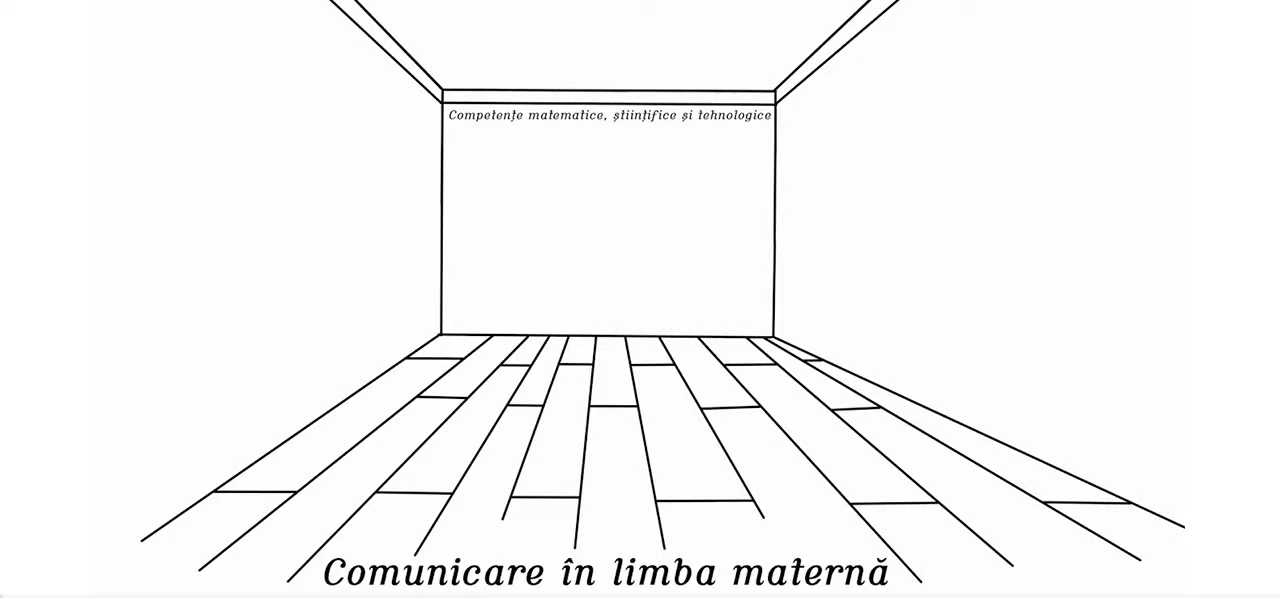 Competențe matematice, științifice și tehnologice
Comunicare în limba maternă